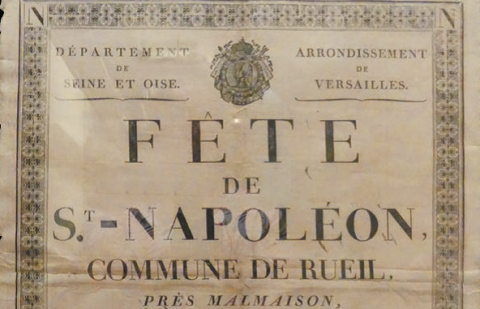 N N
DÉPARTEMENT
DE
SEINE ET OISE.
ARRONDISSEMENT
DE
VERSAILLES.
FÊTE
DE
S.T-NAPOLÉON,
COMMUNE DE RUEIL.
PRÈS MALMAISON,